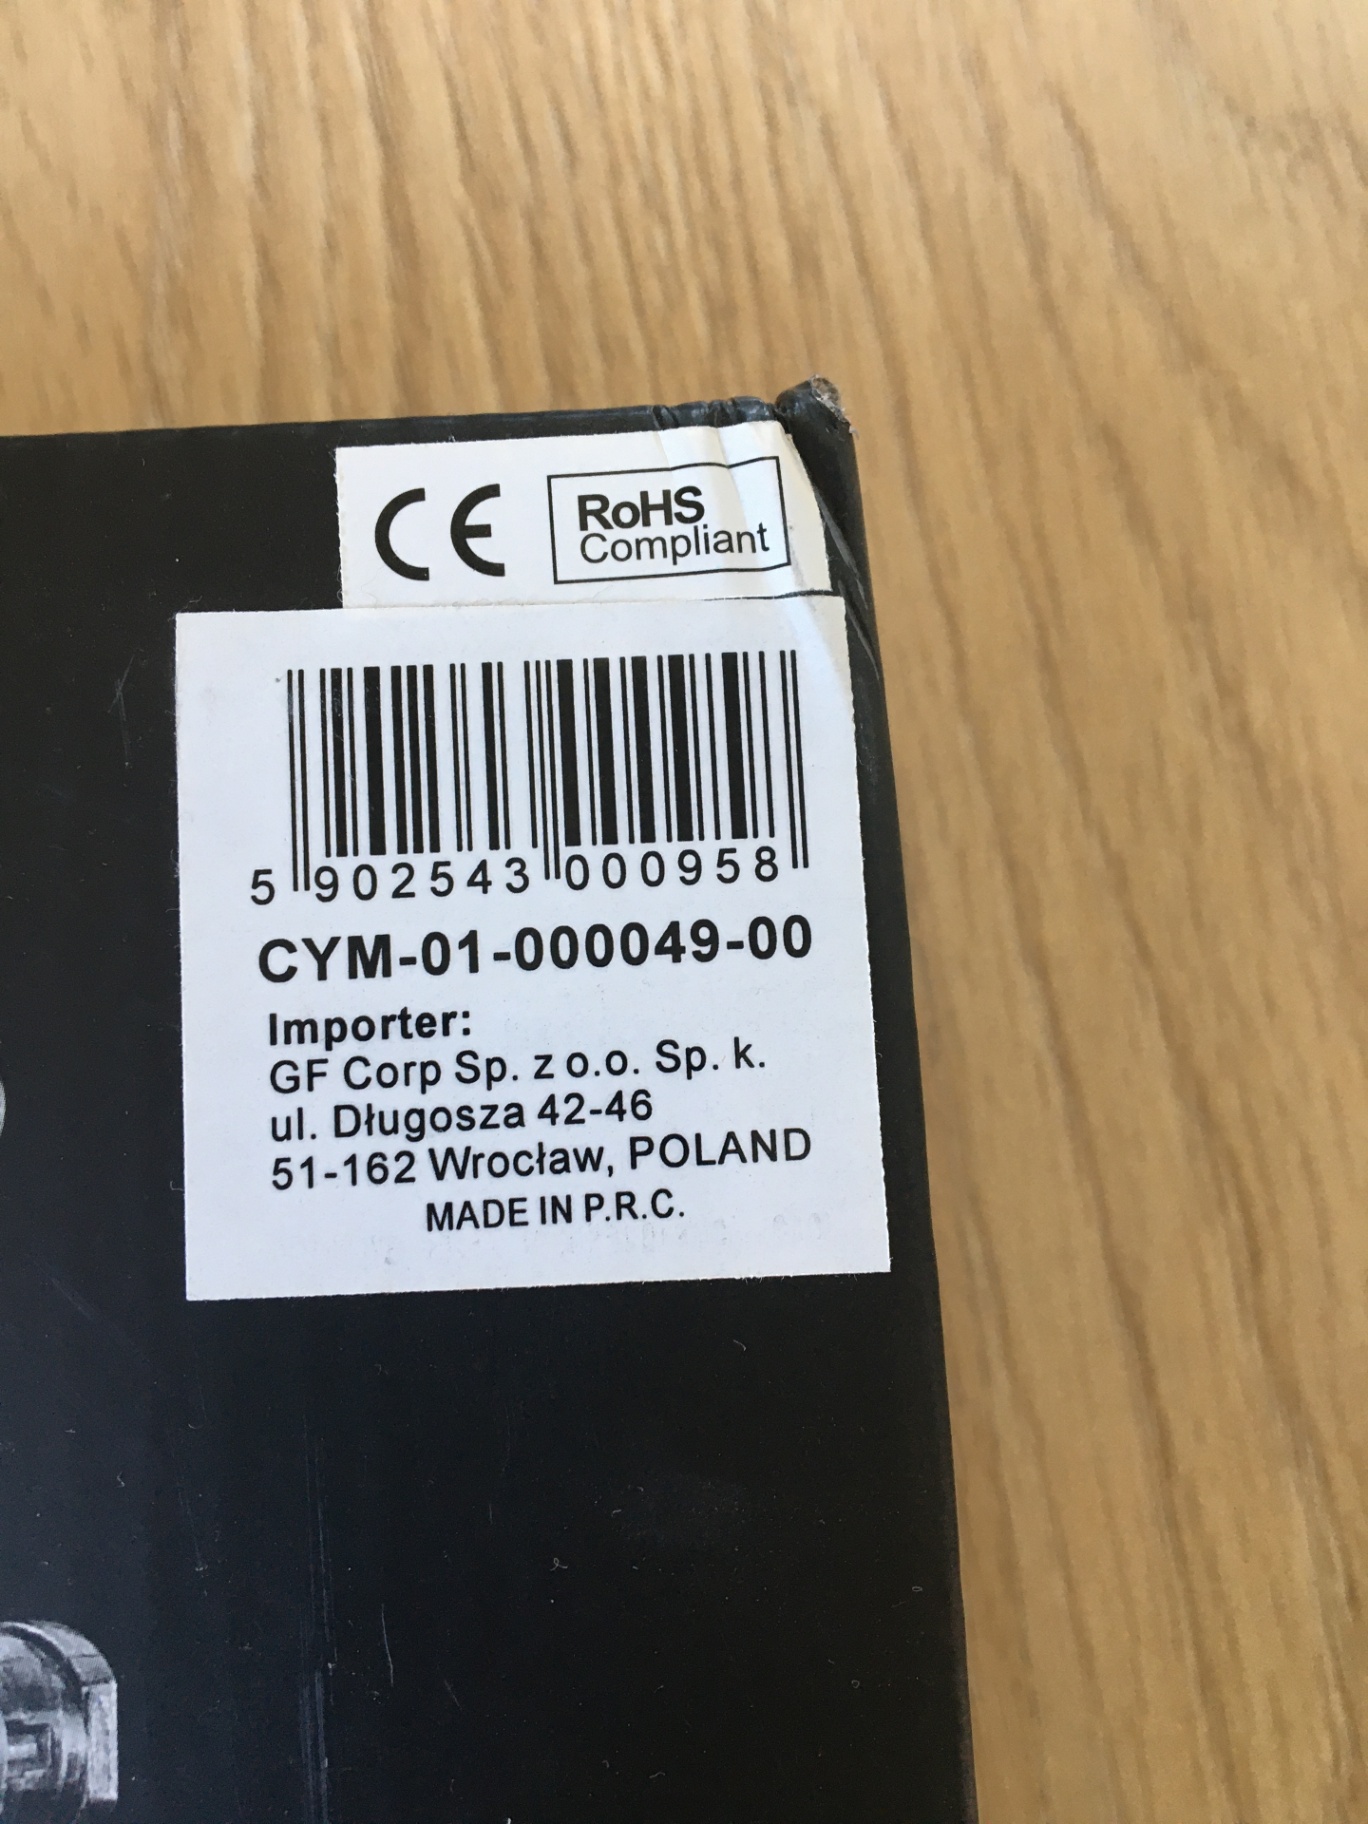 CE
RoHS
Compliant
5 902543 000958
CYM-01-000049-00
Importer:
GF Corp Sp. z o.o. Sp. k.
ul. Długosza 42-46
51-162 Wrocław, POLAND
MADE IN P.R.C.